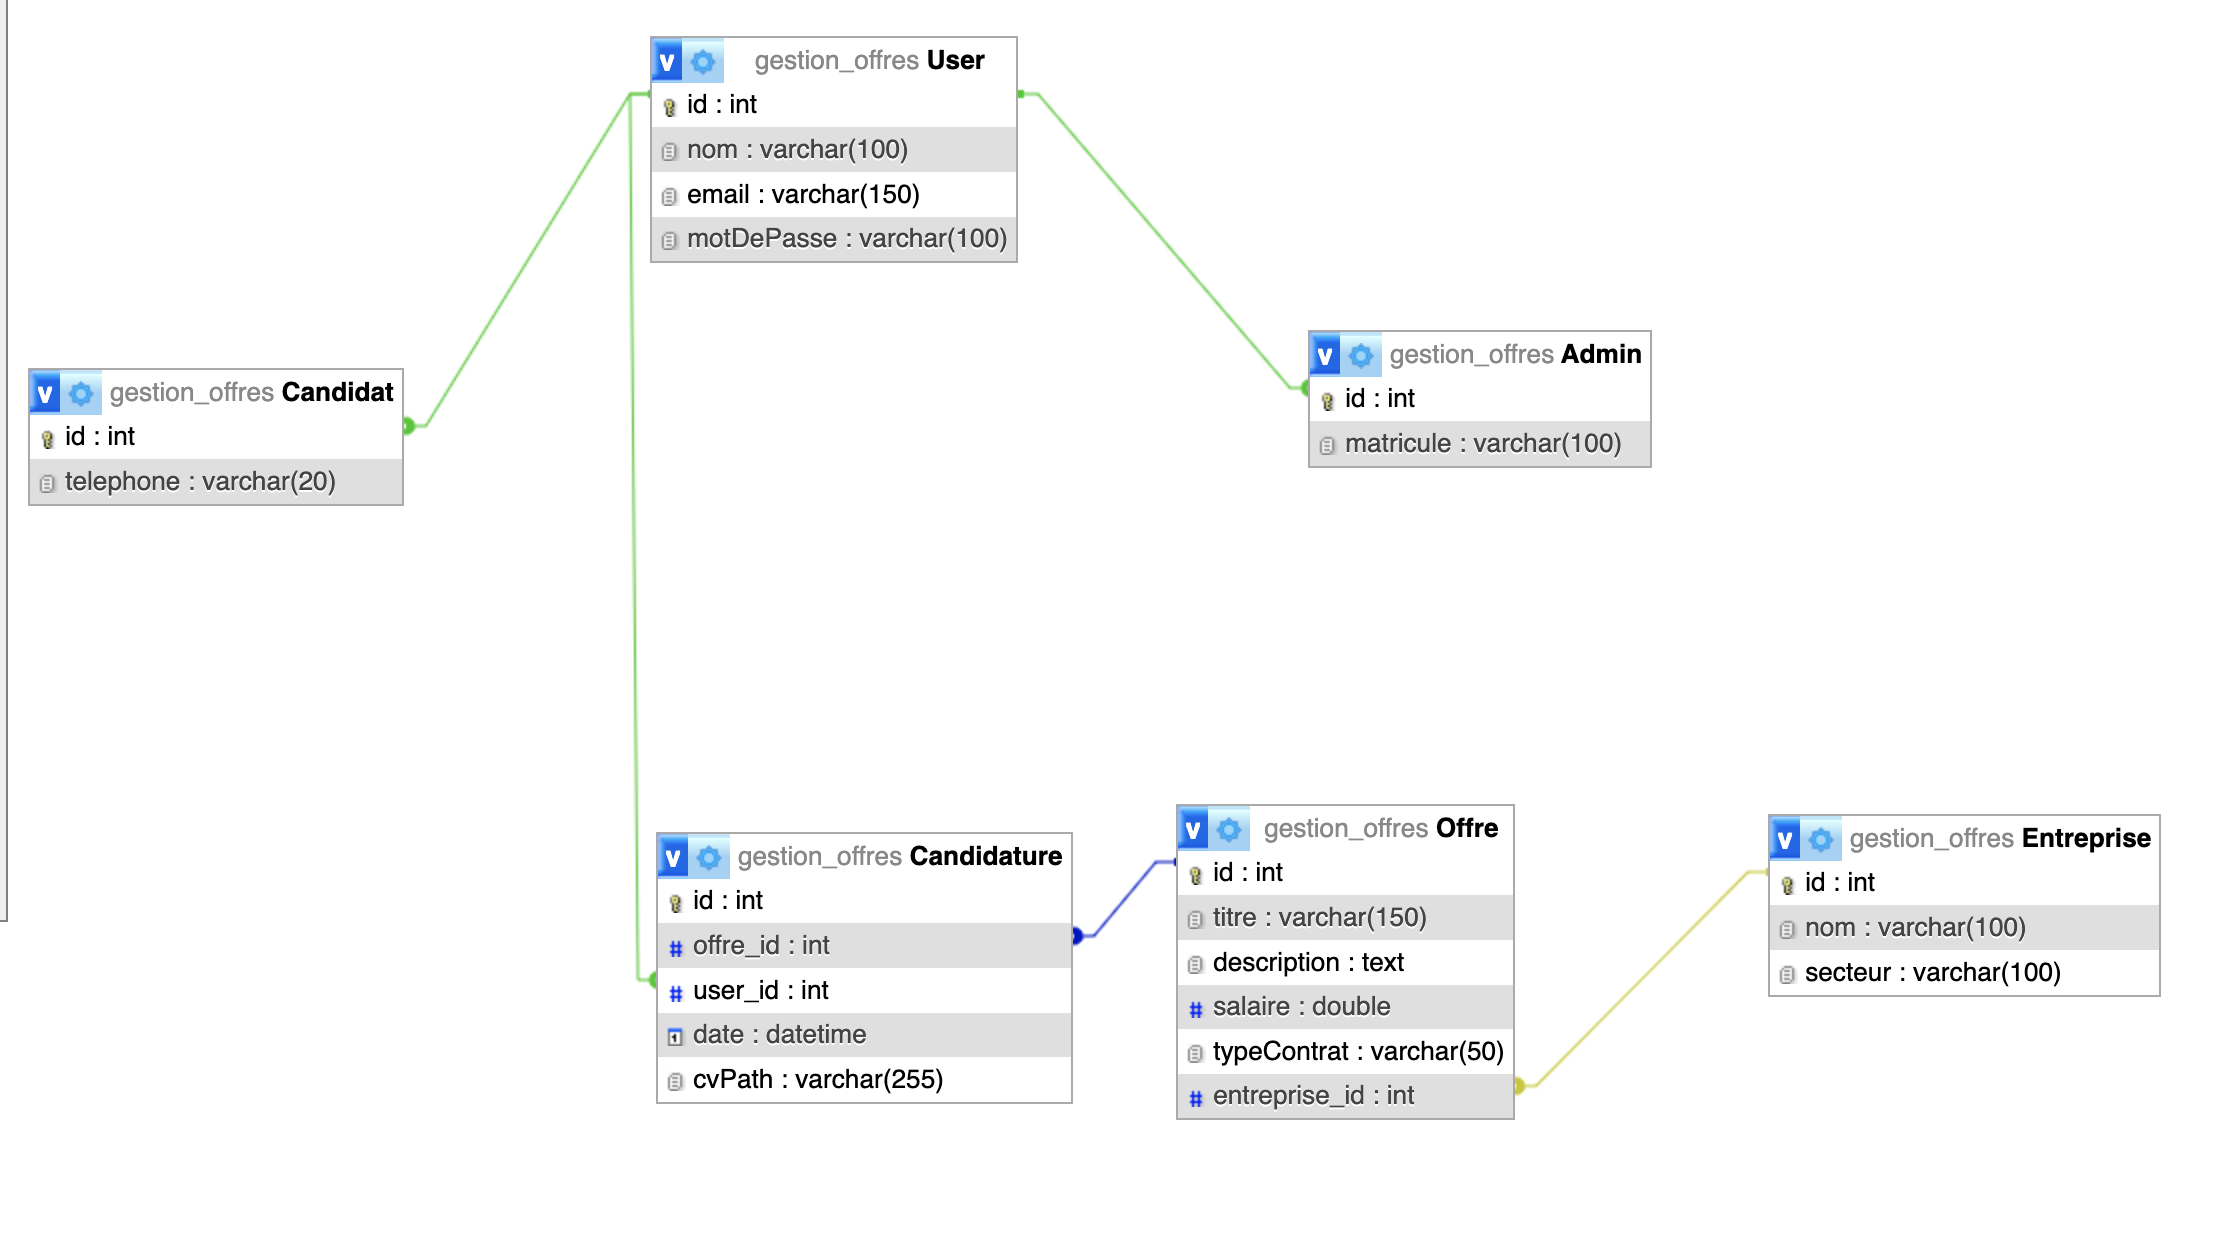 v gestion_offres User
id : int
nom : varchar(100)
email : varchar(150)
motDePasse : varchar(100)
v gestion_offres Candidat
id : int
telephone : varchar(20)
v gestion_offres Admin
id : int
matricule : varchar(100)
v gestion_offres Candidature
id : int
# offre_id : int
# user_id : int
date : datetime
cvPath : varchar(255)
v gestion_offres Offre
id : int
titre : varchar(150)
description : text
# salaire : double
typeContrat : varchar(50)
# entreprise_id : int
v gestion_offres Entreprise
id : int
nom : varchar(100)
secteur : varchar(100)